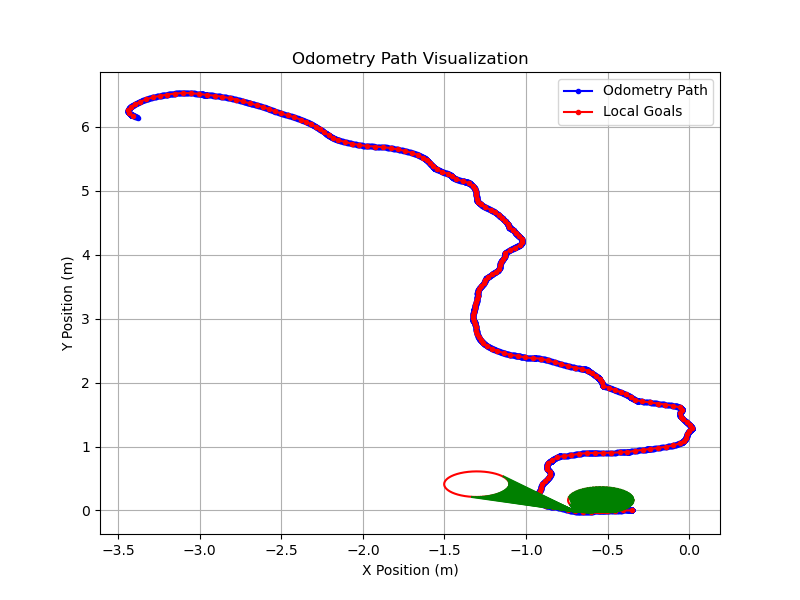 Odometry Path Visualization
Odometry Path
Local Goals
Y Position (m)
6
5
4
3
2
1
0
−3.5 −3.0 −2.5 −2.0 −1.5 −1.0 −0.5 0.0
X Position (m)